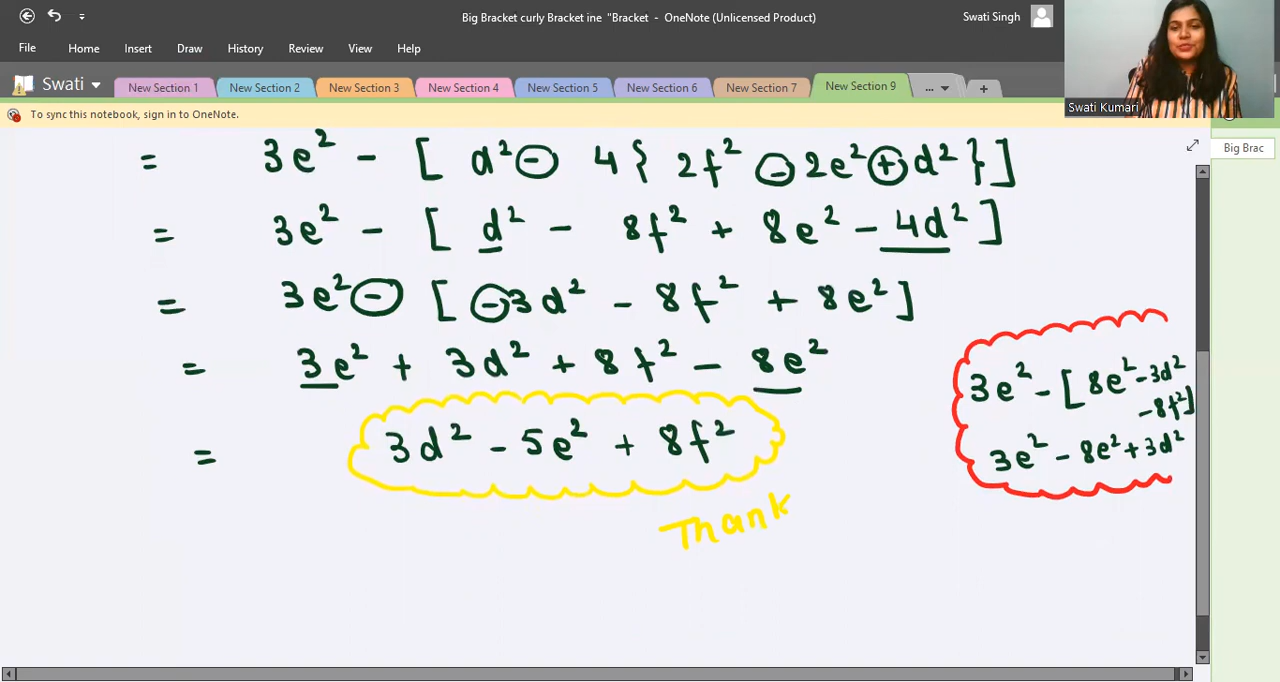 Big Bracket curly Bracket ine "Bracket - OneNote (Unlicensed Product)
Swati Singh
File Home Insert Draw History Review View Help
Swati Kumari
Swati
New Section 1 New Section 2 New Section 3 New Section 4 New Section 5 New Section 6 New Section 7 New Section 9 ... +
To sync this notebook, sign in to OneNote.
Big Brac
= 3e² - [ d² - 4{ 2f² - 2e² + d² } ]
= 3e² - [ d² - 8f² + 8e² - 4d² ]
= 3e² - [ -3d² - 8f² + 8e² ]
= 3e² + 3d² + 8f² - 8e²
= 3d² - 5e² + 8f²
Thank
3e² - [8e² - 3d²
- 8f²]
3e² - 8e² + 3d²